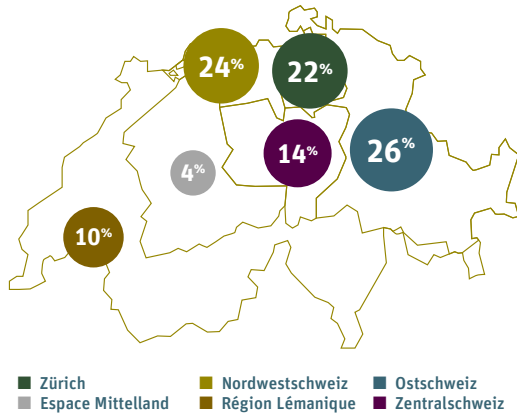 24%
22%
14%
26%
4%
10%
Zürich
Nordwestschweiz
Ostschweiz
Espace Mittelland
Région Lémanique
Zentralschweiz